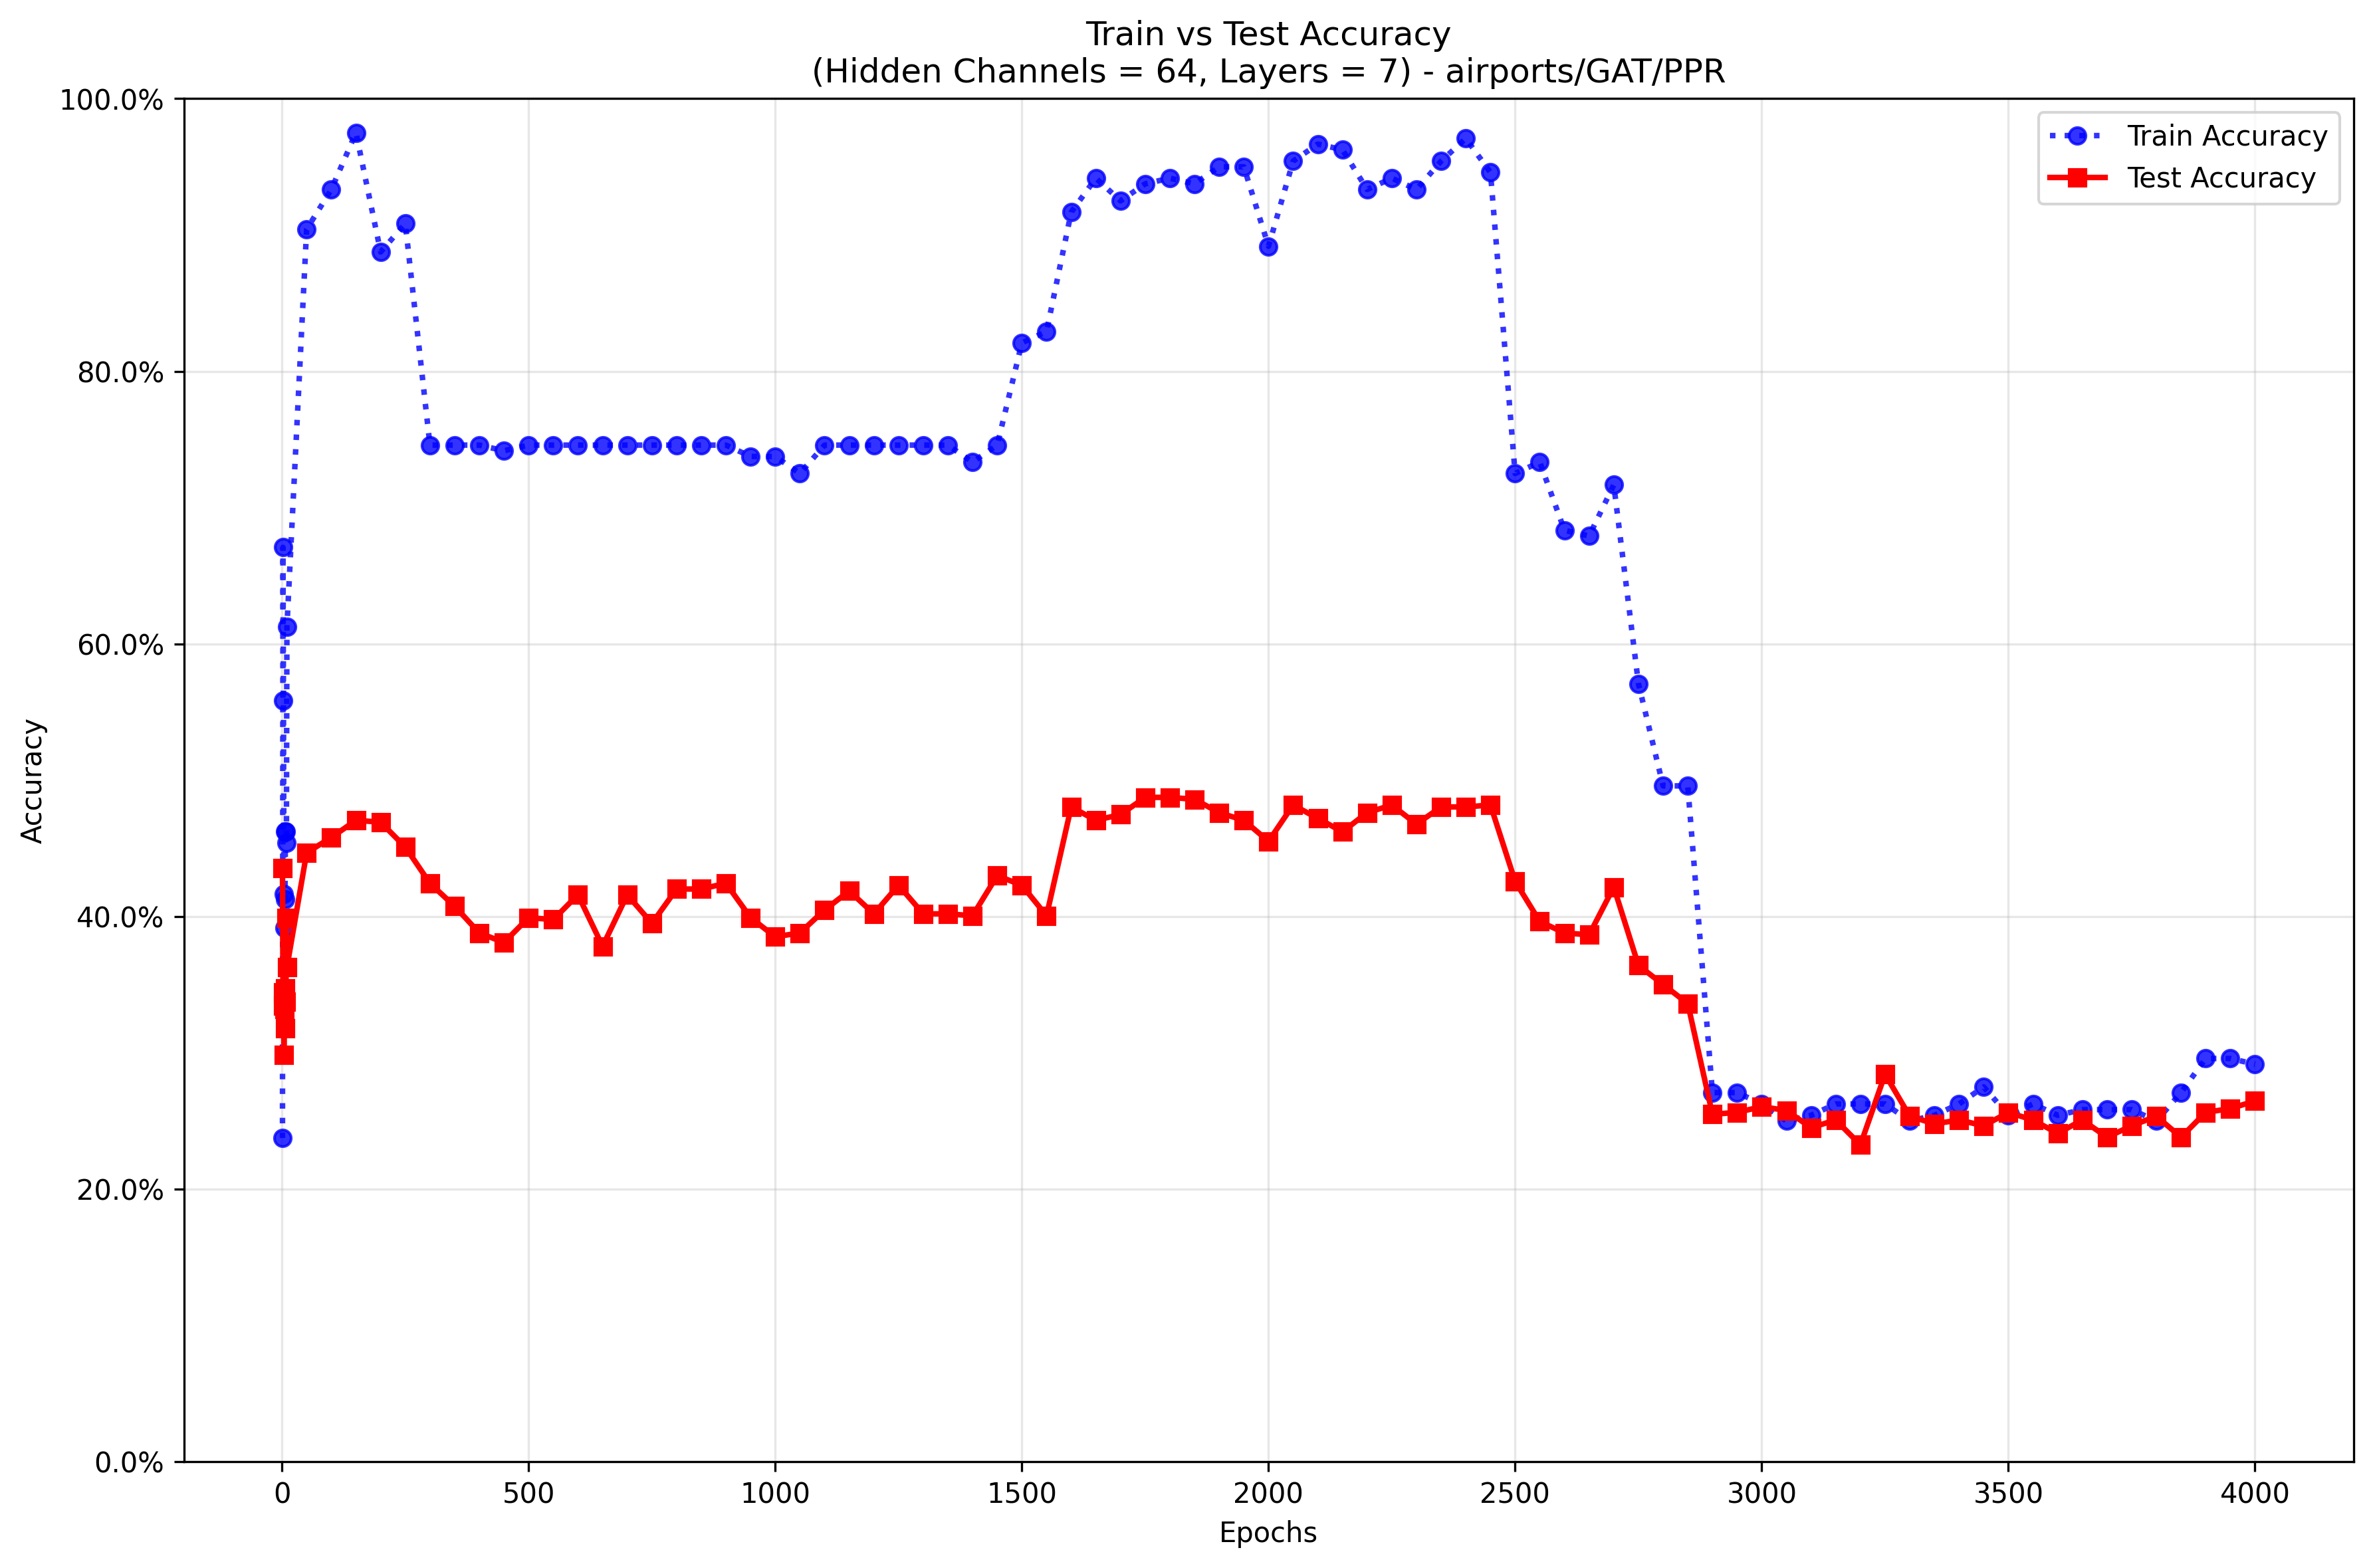 Train vs Test Accuracy
(Hidden Channels = 64, Layers = 7) - airports/GAT/PPR
Train Accuracy
Test Accuracy
Accuracy
100.0%
80.0%
60.0%
40.0%
20.0%
0.0%
0 500 1000 1500 2000 2500 3000 3500 4000
Epochs